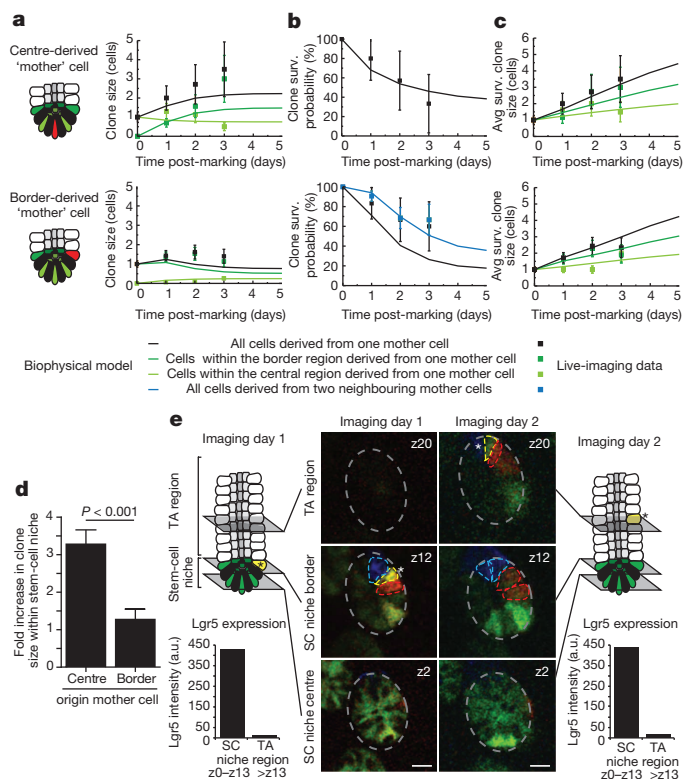 a
b
c
Centre-derived
'mother' cell
Clone size (cells)
5
4
3
2
1
0
0 1 2 3 4 5
Time post-marking (days)
Clone surv.
probability (%)
100
80
60
40
20
0
0 1 2 3 4 5
Time post-marking (days)
Avg surv. clone
size (cells)
5
4
3
2
1
0
0 1 2 3 4 5
Time post-marking (days)
Border-derived
'mother' cell
Clone size (cells)
5
4
3
2
1
0
0 1 2 3 4 5
Time post-marking (days)
Clone surv.
probability (%)
100
80
60
40
20
0
0 1 2 3 4 5
Time post-marking (days)
Avg surv. clone
size (cells)
5
4
3
2
1
0
0 1 2 3 4 5
Time post-marking (days)
Biophysical model
All cells derived from one mother cell
Cells within the border region derived from one mother cell
Cells within the central region derived from one mother cell
All cells derived from two neighbouring mother cells
Live-imaging data
d
Fold increase in clone
size within stem-cell niche
4
3
2
1
0
P < 0.001
Centre Border
origin mother cell
e
Imaging day 1
Imaging day 1
Imaging day 2
Imaging day 2
TA region
Stem-cell
niche
*
TA region
z20
z20
*
SC niche border
z12
*
z12
SC niche centre
z2
z2
*
Lgr5 expression
Lgr5 intensity (a.u.)
450
350
250
150
50
0
SC TA
niche region
z0–z13 >z13
Lgr5 expression
Lgr5 intensity (a.u.)
450
350
250
150
50
0
SC TA
niche region
z0–z13 >z13